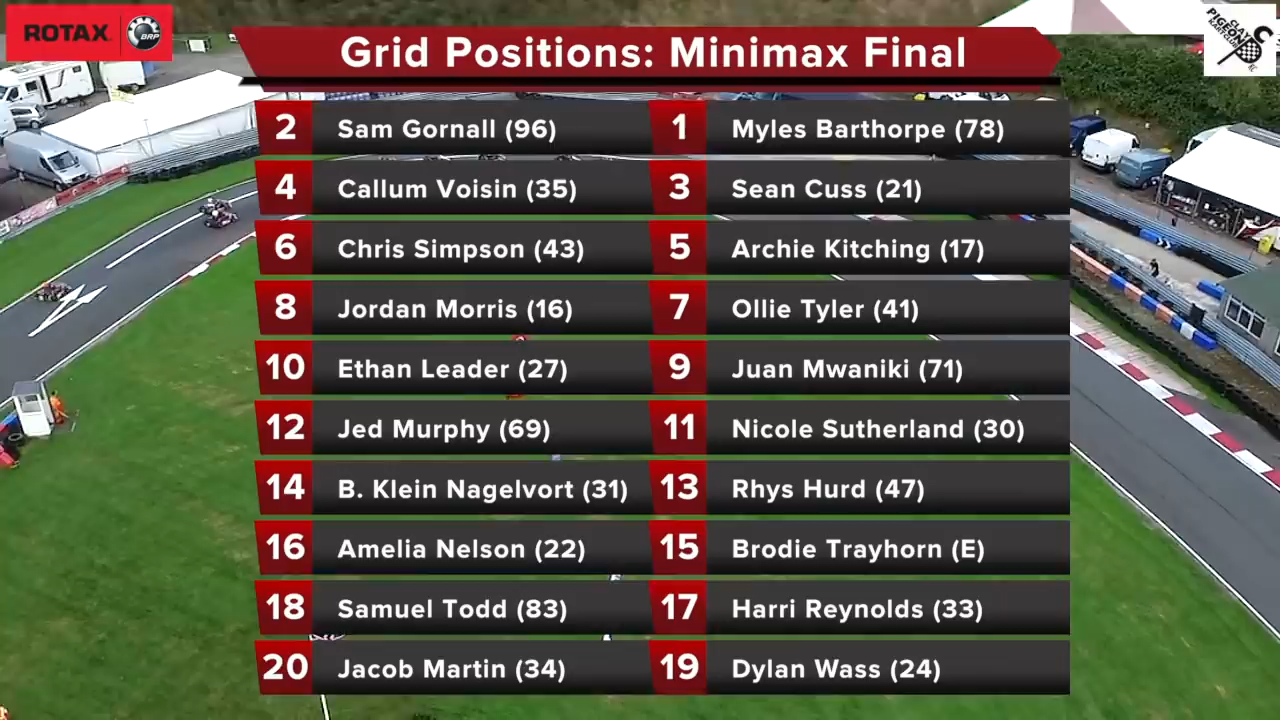 ROTAX BRP
CLAY PIGEON KART CLUB
Grid Positions: Minimax Final
2 Sam Gornall (96) 1 Myles Barthorpe (78)
4 Callum Voisin (35) 3 Sean Cuss (21)
6 Chris Simpson (43) 5 Archie Kitching (17)
8 Jordan Morris (16) 7 Ollie Tyler (41)
10 Ethan Leader (27) 9 Juan Mwaniki (71)
12 Jed Murphy (69) 11 Nicole Sutherland (30)
14 B. Klein Nagelvort (31) 13 Rhys Hurd (47)
16 Amelia Nelson (22) 15 Brodie Trayhorn (E)
18 Samuel Todd (83) 17 Harri Reynolds (33)
20 Jacob Martin (34) 19 Dylan Wass (24)